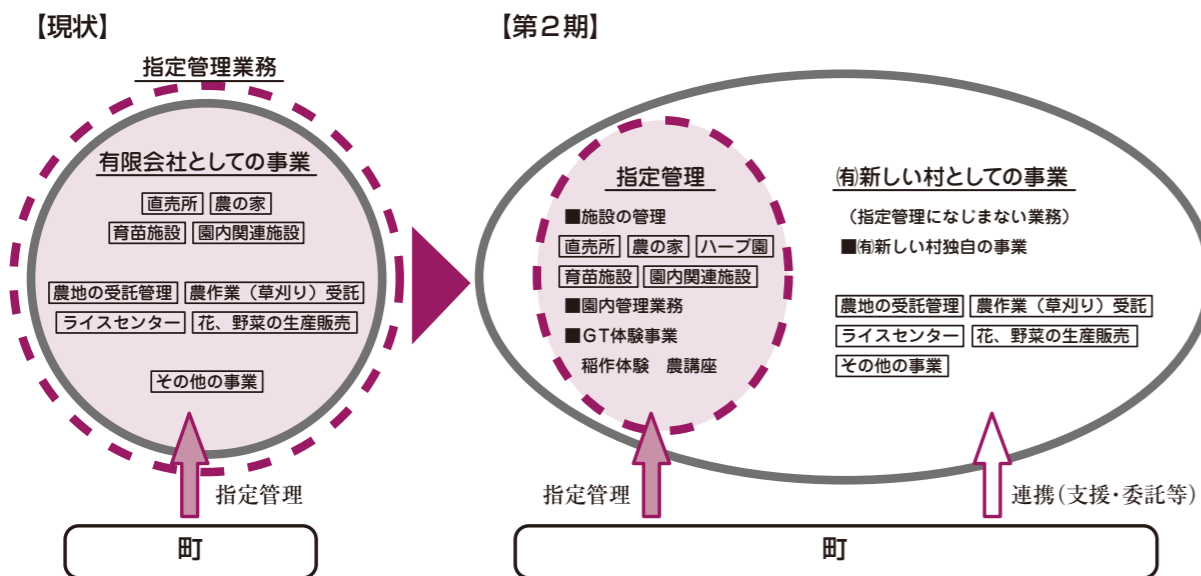 【現状】
指定管理業務
有限会社としての事業
直売所 農の家
育苗施設 園内関連施設
農地の受託管理 農作業（草刈り）受託
ライスセンター 花、野菜の生産販売
その他の事業
指定管理
町
【第２期】
指定管理
■施設の管理
直売所 農の家 ハーブ園
育苗施設 園内関連施設
■園内管理業務
■ＧＴ体験事業
稲作体験 農講座
㈲新しい村としての事業
（指定管理になじまない業務）
■㈲新しい村独自の事業
農地の受託管理 農作業（草刈り）受託
ライスセンター 花、野菜の生産販売
その他の事業
指定管理
連携（支援・委託等）
町